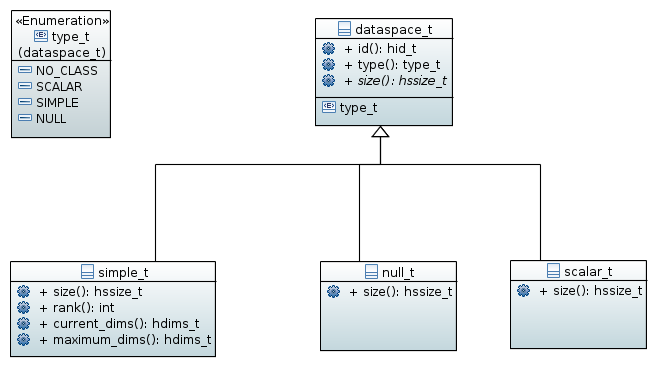 «Enumeration»
type_t
(dataspace_t)
NO_CLASS
SCALAR
SIMPLE
NULL
dataspace_t
+ id(): hid_t
+ type(): type_t
+ size(): hssize_t
type_t
simple_t
+ size(): hssize_t
+ rank(): int
+ current_dims(): hdims_t
+ maximum_dims(): hdims_t
null_t
+ size(): hssize_t
scalar_t
+ size(): hssize_t